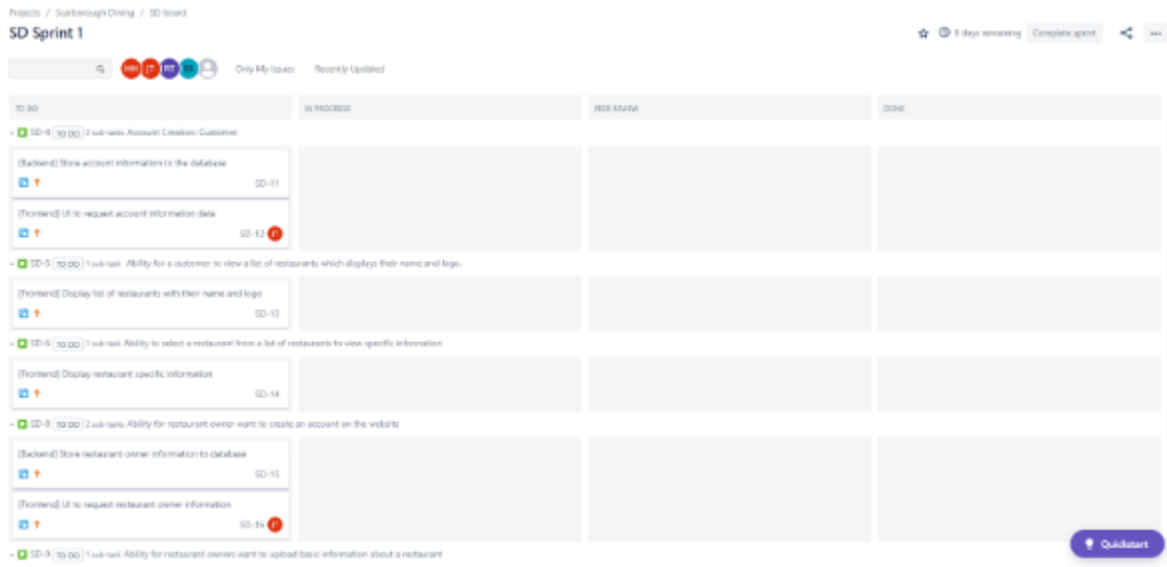 Projects / Scarborough Dining / SD board
SD Sprint 1
days remaining Complete sprint
Only My Issues Recently Updated
TO DO IN PROGRESS PEER REVIEW DONE
SD-4 TO DO 2 sub-tasks Account Creation: Customer
[Backend] Store account information to the database
SD-11
[Frontend] UI to request account information data
SD-12 JT
SD-5 TO DO 1 sub-task Ability for a customer to view a list of restaurants which displays their name and logo.
[Frontend] Display list of restaurants with their name and logo
SD-13
SD-6 TO DO 1 sub-task Ability to select a restaurant from a list of restaurants to view specific information
[Frontend] Display restaurant specific information
SD-14
SD-8 TO DO 2 sub-tasks Ability for restaurant owner want to create an account on the website
[Backend] Store restaurant owner information to database
SD-15
[Frontend] UI to request restaurant owner information
SD-16 JT
SD-9 TO DO 1 sub-task Ability for restaurant owners want to upload basic information about a restaurant
Quickstart